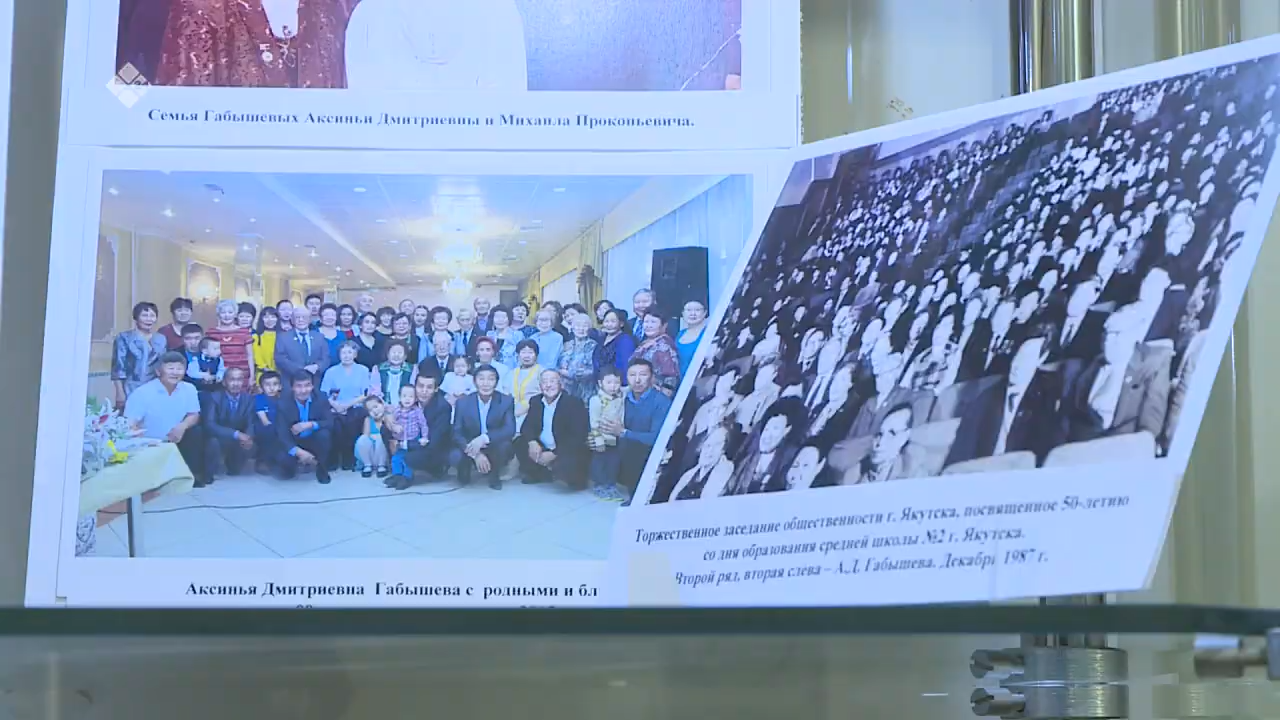 Семья Габышевых Аксиньи Дмитриевны и Михаила Прокопьевича.
Аксинья Дмитриевна Габышева с родными и бл
Торжественное заседание общественности г. Якутска, посвященное 50-летию
со дня образования средней школы №2 г. Якутска.
Второй ряд, вторая слева – А.Д. Габышева. Декабрь 1987 г.